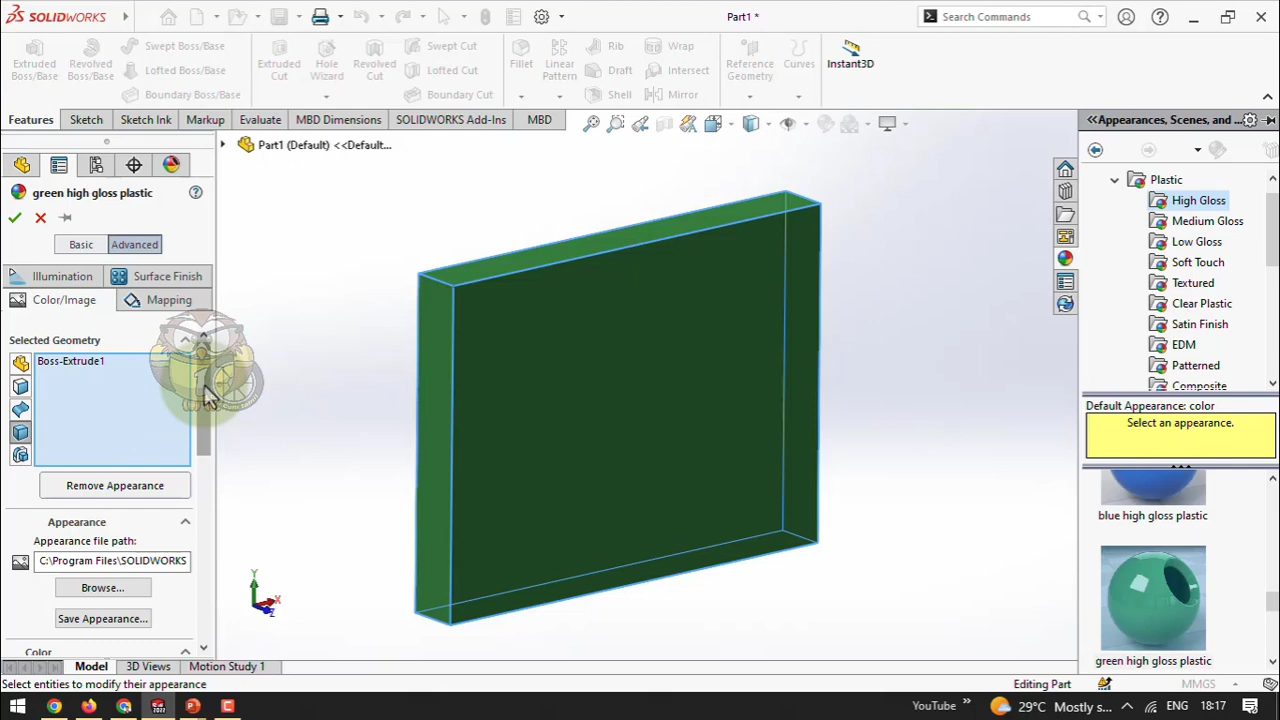 SOLIDWORKS
Part1 *
Search Commands
Extruded Boss/Base
Revolved Boss/Base
Swept Boss/Base
Lofted Boss/Base
Boundary Boss/Base
Extruded Cut
Hole Wizard
Revolved Cut
Swept Cut
Lofted Cut
Boundary Cut
Fillet
Linear Pattern
Rib
Draft
Shell
Wrap
Intersect
Mirror
Reference Geometry
Curves
Instant3D
Features
Sketch
Sketch Ink
Markup
Evaluate
MBD Dimensions
SOLIDWORKS Add-Ins
MBD
Part1 (Default) <<Default...
green high gloss plastic
Basic
Advanced
Illumination
Surface Finish
Color/Image
Mapping
Selected Geometry
Boss-Extrude1
Remove Appearance
Appearance
Appearance file path:
C:\Program Files\SOLIDWORKS
Browse...
Save Appearance...
Color
Y
X
Z
<<Appearances, Scenes, and ...
Plastic
High Gloss
Medium Gloss
Low Gloss
Soft Touch
Textured
Clear Plastic
Satin Finish
EDM
Patterned
Composite
Default Appearance: color
Select an appearance.
blue high gloss plastic
green high gloss plastic
Model
3D Views
Motion Study 1
Select entities to modify their appearance
Editing Part
MMGS
YouTube
29°C Mostly s...
ENG
18:17